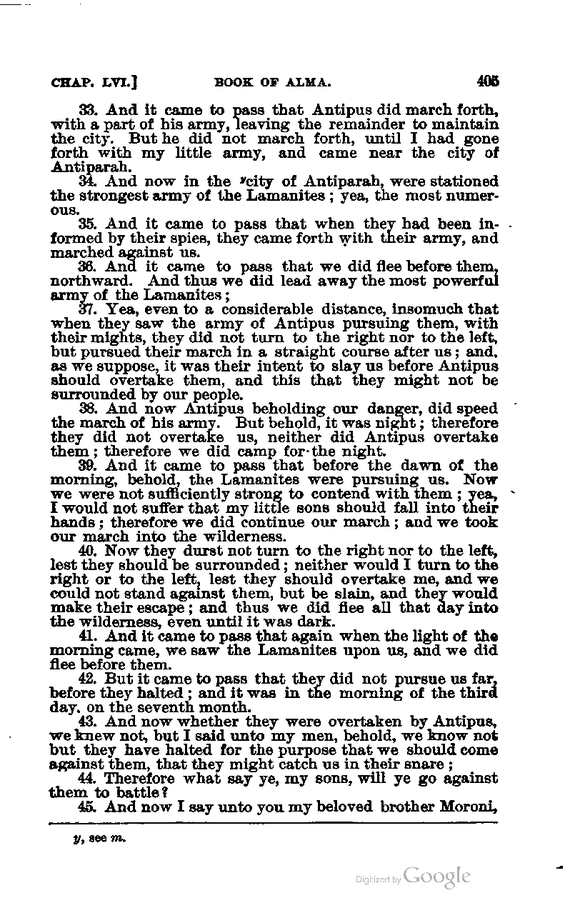 CHAP. LVI.] BOOK OF ALMA. 405
33. And it came to pass that Antipus did march forth,
with a part of his army, leaving the remainder to maintain
the city. But he did not march forth, until I had gone
forth with my little army, and came near the city of
Antiparah.
34. And now in the ʸcity of Antiparah, were stationed
the strongest army of the Lamanites; yea, the most numer-
ous.
35. And it came to pass that when they had been in-
formed by their spies, they came forth with their army, and
marched against us.
36. And it came to pass that we did flee before them,
northward. And thus we did lead away the most powerful
army of the Lamanites;
37. Yea, even to a considerable distance, insomuch that
when they saw the army of Antipus pursuing them, with
their mights, they did not turn to the right nor to the left,
but pursued their march in a straight course after us; and,
as we suppose, it was their intent to slay us before Antipus
should overtake them, and this that they might not be
surrounded by our people.
38. And now Antipus beholding our danger, did speed
the march of his army. But behold, it was night; therefore
they did not overtake us, neither did Antipus overtake
them; therefore we did camp for the night.
39. And it came to pass that before the dawn of the
morning, behold, the Lamanites were pursuing us. Now
we were not sufficiently strong to contend with them; yea,
I would not suffer that my little sons should fall into their
hands; therefore we did continue our march; and we took
our march into the wilderness.
40. Now they durst not turn to the right nor to the left,
lest they should be surrounded; neither would I turn to the
right or to the left, lest they should overtake me, and we
could not stand against them, but be slain, and they would
make their escape; and thus we did flee all that day into
the wilderness, even until it was dark.
41. And it came to pass that again when the light of the
morning came, we saw the Lamanites upon us, and we did
flee before them.
42. But it came to pass that they did not pursue us far,
before they halted; and it was in the morning of the third
day, on the seventh month.
43. And now whether they were overtaken by Antipus,
we knew not, but I said unto my men, behold, we know not
but they have halted for the purpose that we should come
against them, that they might catch us in their snare;
44. Therefore what say ye, my sons, will ye go against
them to battle?
45. And now I say unto you my beloved brother Moroni,
y, see m.
Digitized by Google